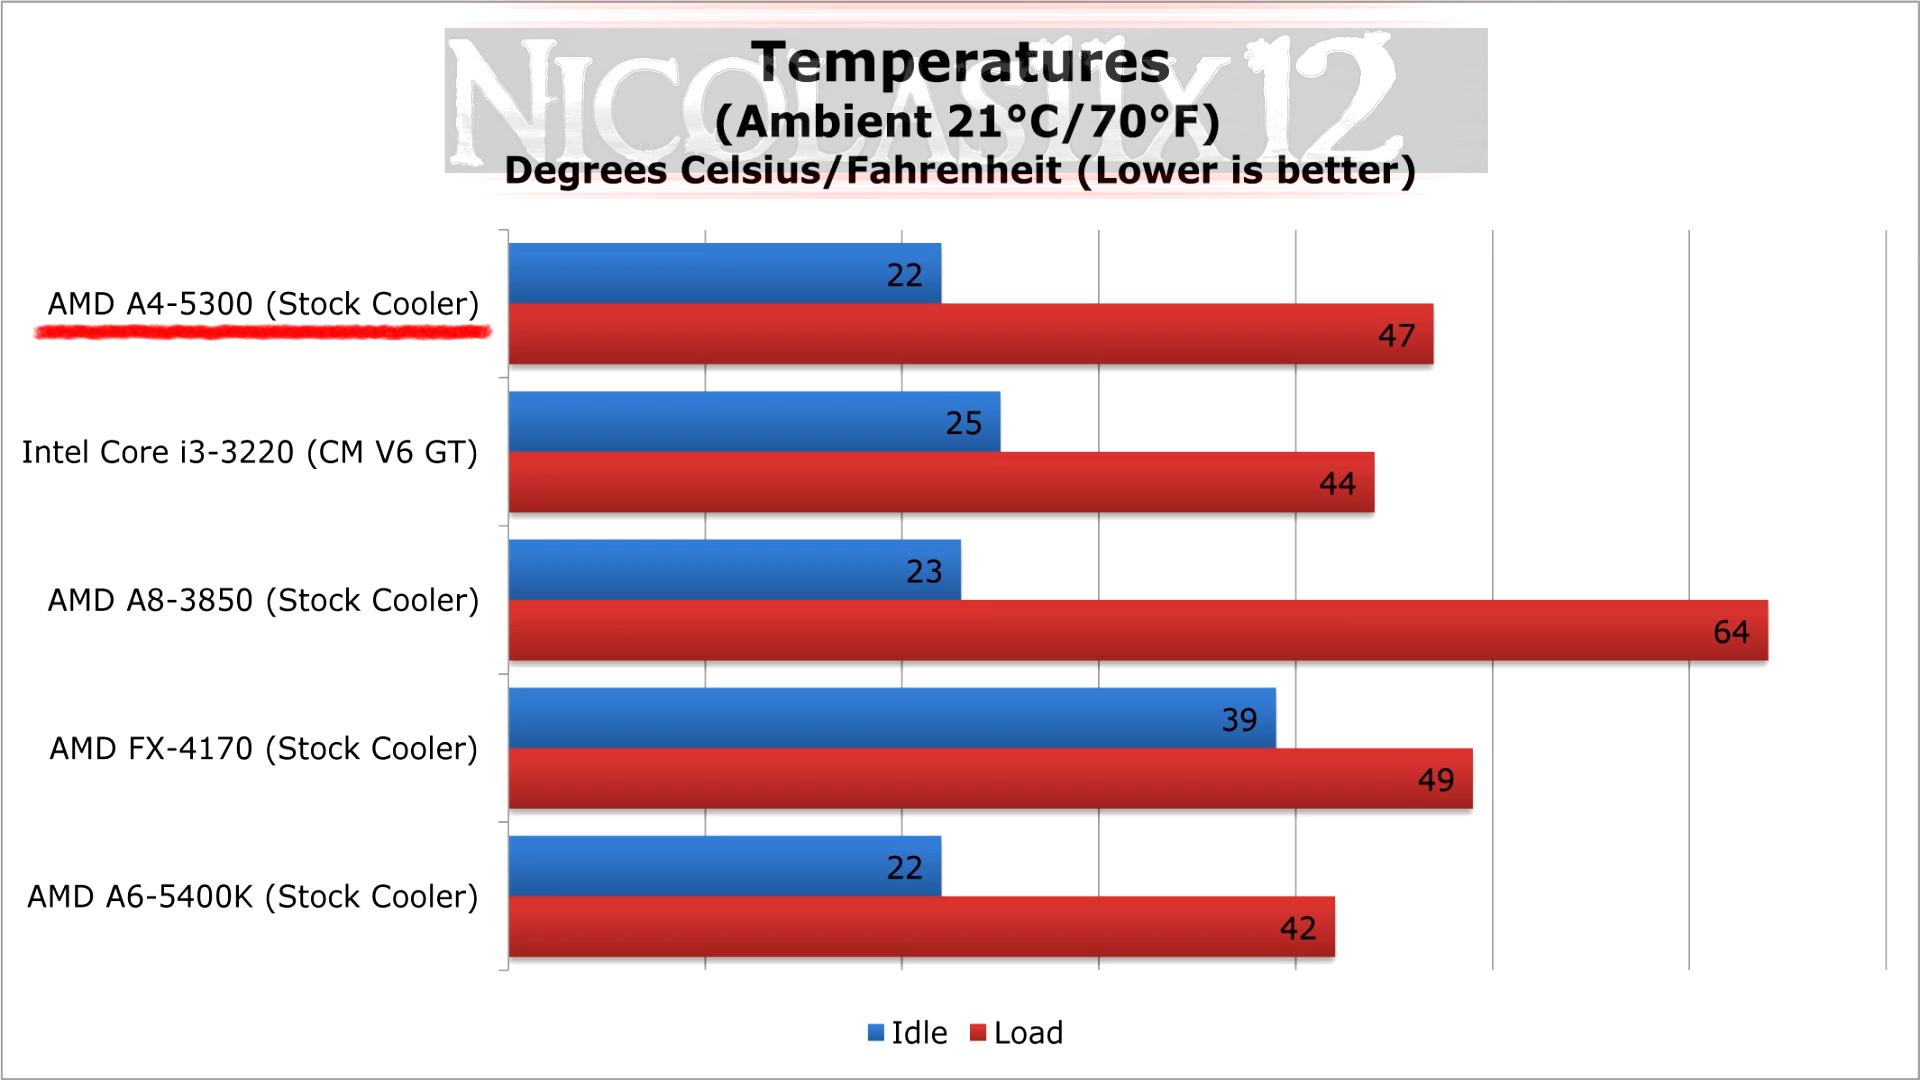 NICOLAS11X12
Temperatures
(Ambient 21°C/70°F)
Degrees Celsius/Fahrenheit (Lower is better)
AMD A4-5300 (Stock Cooler)
22
47
Intel Core i3-3220 (CM V6 GT)
25
44
AMD A8-3850 (Stock Cooler)
23
64
AMD FX-4170 (Stock Cooler)
39
49
AMD A6-5400K (Stock Cooler)
22
42
Idle Load